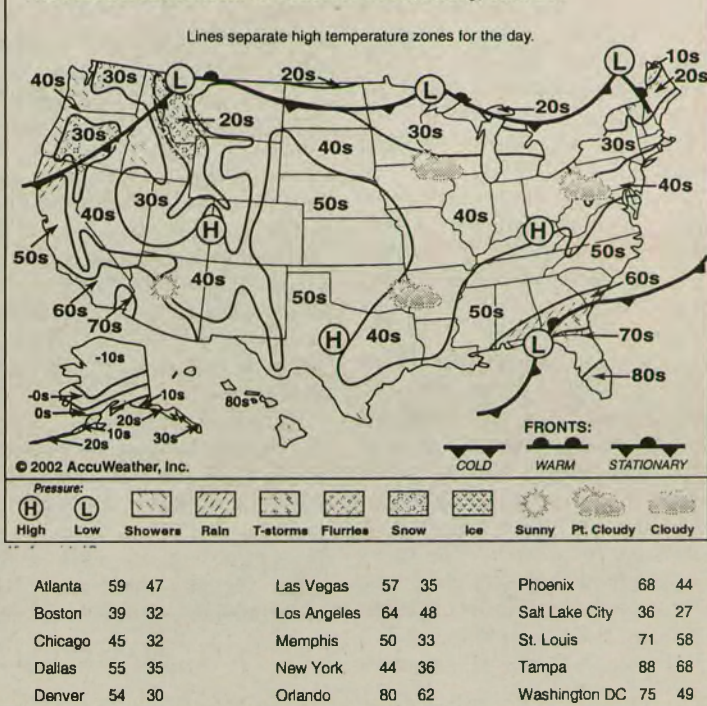 Lines separate high temperature zones for the day.
10s
20s
40s
30s
L
20s
L
L
20s
20s
30s
40s
30s
30s
50s
40s
40s
30s
40s
H
H
50s
50s
40s
50s
60s
60s
50s
70s
H
40s
L
70s
-10s
80s
-0s
10s
80s
0s
20s
10s
20s
30s
FRONTS:
COLD WARM STATIONARY
© 2002 AccuWeather, Inc.
Pressure:
H L
High Low Showers Rain T-storms Flurries Snow Ice Sunny Pt. Cloudy Cloudy
Atlanta 59 47
Boston 39 32
Chicago 45 32
Dallas 55 35
Denver 54 30
Las Vegas 57 35
Los Angeles 64 48
Memphis 50 33
New York 44 36
Orlando 80 62
Phoenix 68 44
Salt Lake City 36 27
St. Louis 71 58
Tampa 88 68
Washington DC 75 49